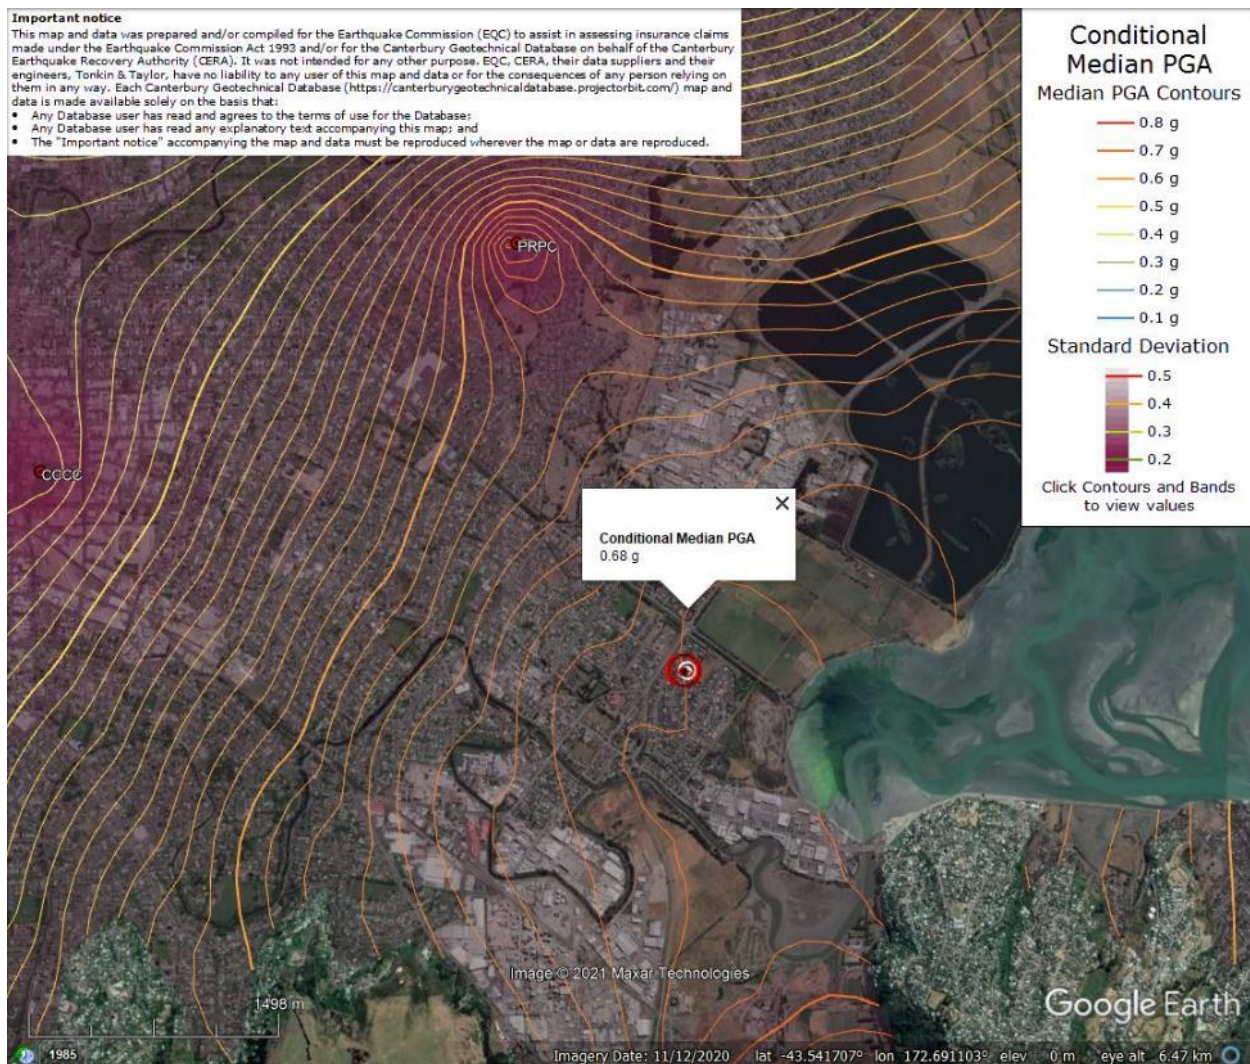 Important notice
This map and data was prepared and/or compiled for the Earthquake Commission (EQC) to assist in assessing insurance claims
made under the Earthquake Commission Act 1993 and/or for the Canterbury Geotechnical Database on behalf of the Canterbury
Earthquake Recovery Authority (CERA). It was not intended for any other purpose. EQC, CERA, their data suppliers and their
engineers, Tonkin & Taylor, have no liability to any user of this map and data or for the consequences of any person relying on
them in any way. Each Canterbury Geotechnical Database (https://canterburygeotechnicaldatabase.projectorbit.com/) map and
data is made available solely on the basis that:
• Any Database user has read and agrees to the terms of use for the Database;
• Any Database user has read any explanatory text accompanying this map; and
• The "Important notice" accompanying the map and data must be reproduced wherever the map or data are reproduced.
Conditional
Median PGA
Median PGA Contours
0.8 g
0.7 g
0.6 g
0.5 g
0.4 g
0.3 g
0.2 g
0.1 g
Standard Deviation
0.5
0.4
0.3
0.2
Click Contours and Bands
to view values
PRPC
CCCC
Conditional Median PGA
0.68 g
Image © 2021 Maxar Technologies
1498 m
Google Earth
1985
Imagery Date: 11/12/2020 lat -43.541707° lon 172.691103° elev 0 m eye alt 6.47 km